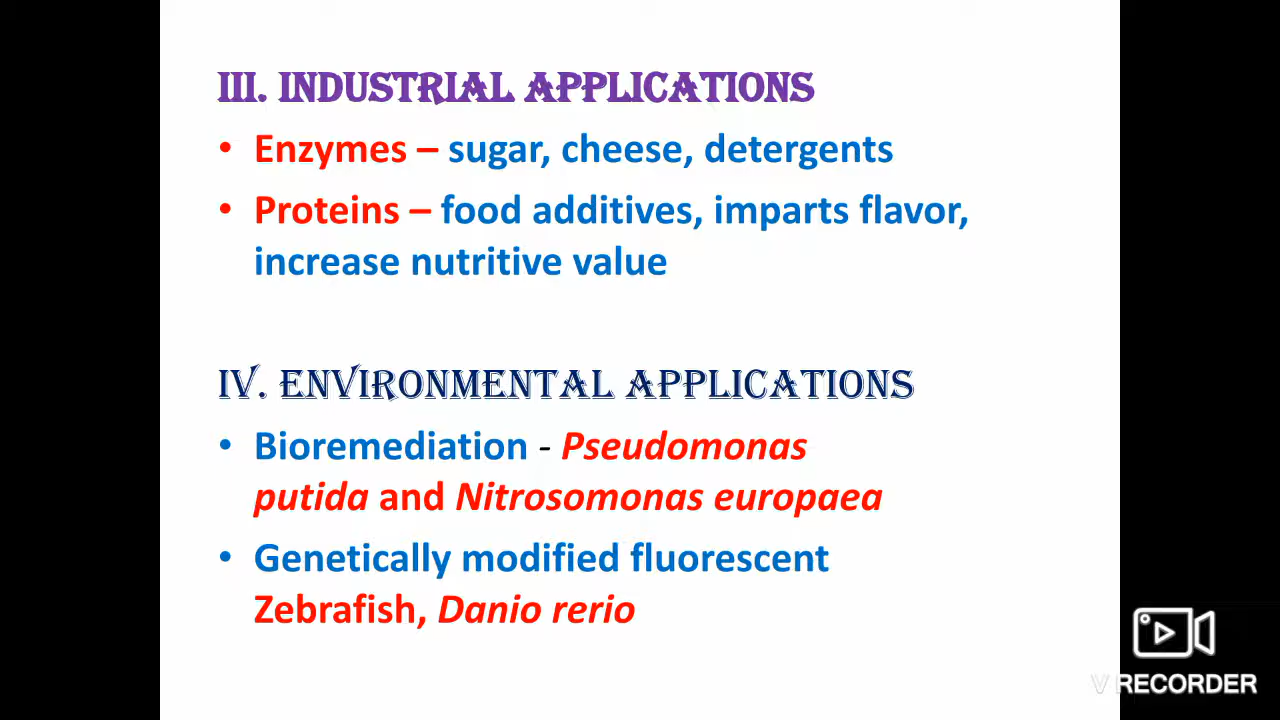 III. INDUSTRIAL APPLICATIONS
• Enzymes – sugar, cheese, detergents
• Proteins – food additives, imparts flavor,
increase nutritive value
IV. ENVIRONMENTAL APPLICATIONS
• Bioremediation - Pseudomonas
putida and Nitrosomonas europaea
• Genetically modified fluorescent
Zebrafish, Danio rerio
V RECORDER